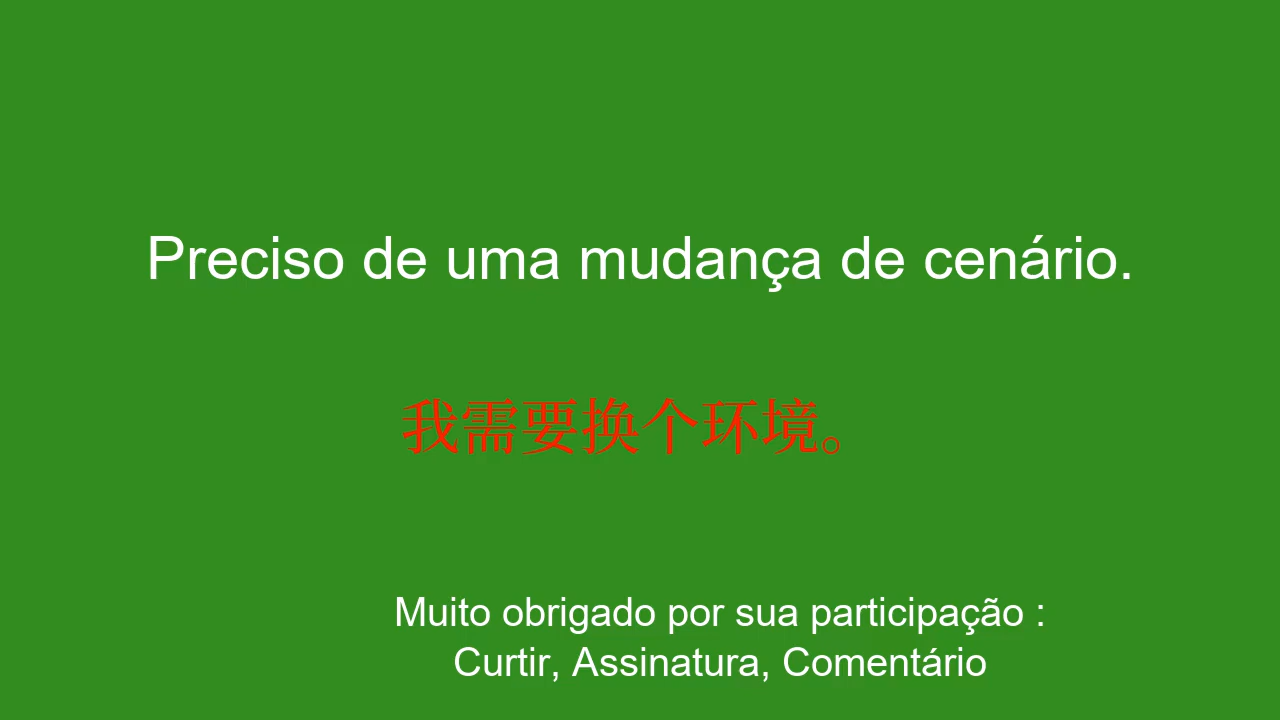 Preciso de uma mudança de cenário.
我需要换个环境。
Muito obrigado por sua participação :
Curtir, Assinatura, Comentário